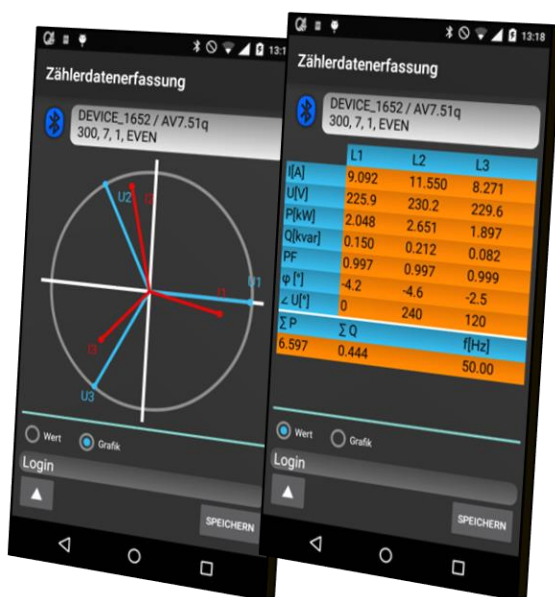 13:1
Zählerdatenerfassung
DEVICE_1652 / AV7.51q
300, 7, 1, EVEN
U2
I2
U1
I1
I3
U3
Wert Grafik
Login
SPEICHERN
13:18
Zählerdatenerfassung
DEVICE_1652 / AV7.51q
300, 7, 1, EVEN
L1 L2 L3
I[A] 9.092 11.550 8.271
U[V] 225.9 230.2 229.6
P[kW] 2.048 2.651 1.897
Q[kvar] 0.150 0.212 0.082
PF 0.997 0.997 0.999
φ [°] -4.2 -4.6 -2.5
∠ U[°] 0 240 120
∑ P ∑ Q f[Hz]
6.597 0.444 50.00
Wert Grafik
Login
SPEICHERN